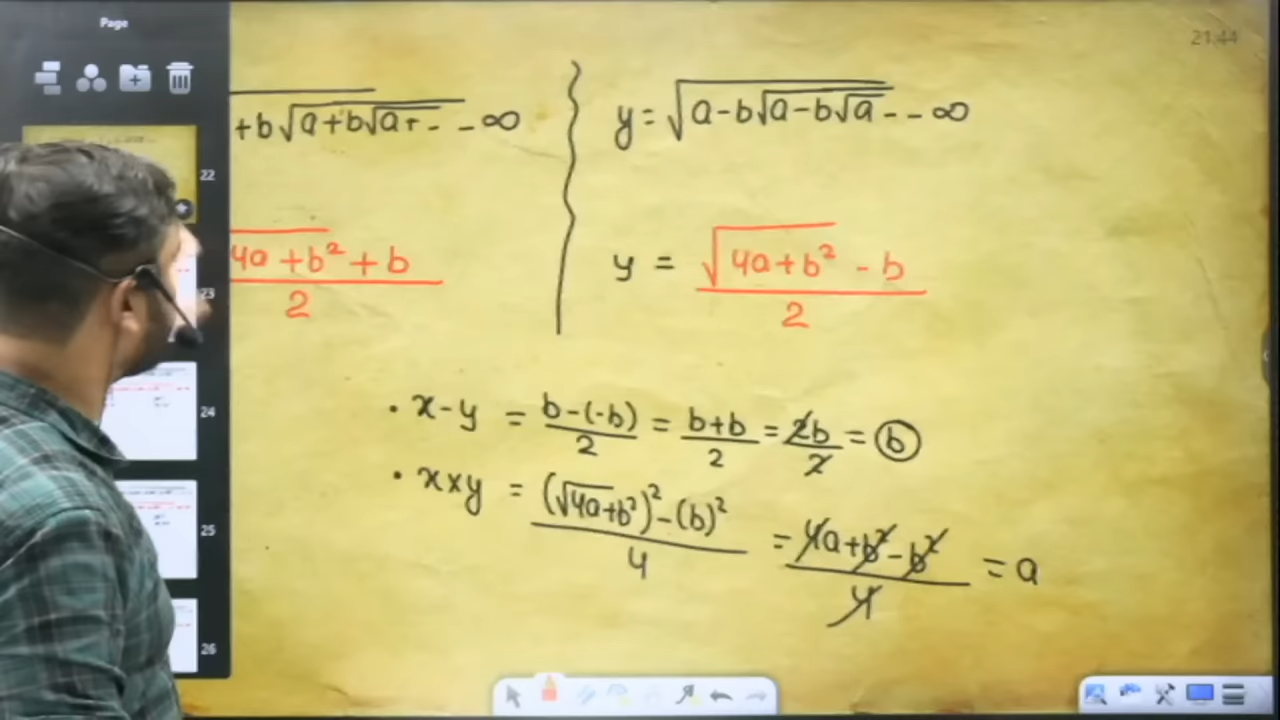 Page
21:44
22
23
24
25
26
+b√a+b√a+-- ∞
y=√a-b√a-b√a-- ∞
√4a+b²+b
2
y = √4a+b² - b
2
• x-y = b-(-b)/2 = b+b/2 = 2b/2 = b
• x×y = (√4a+b²)²-(b)²/4 = 4a+b²-b²/4 = a